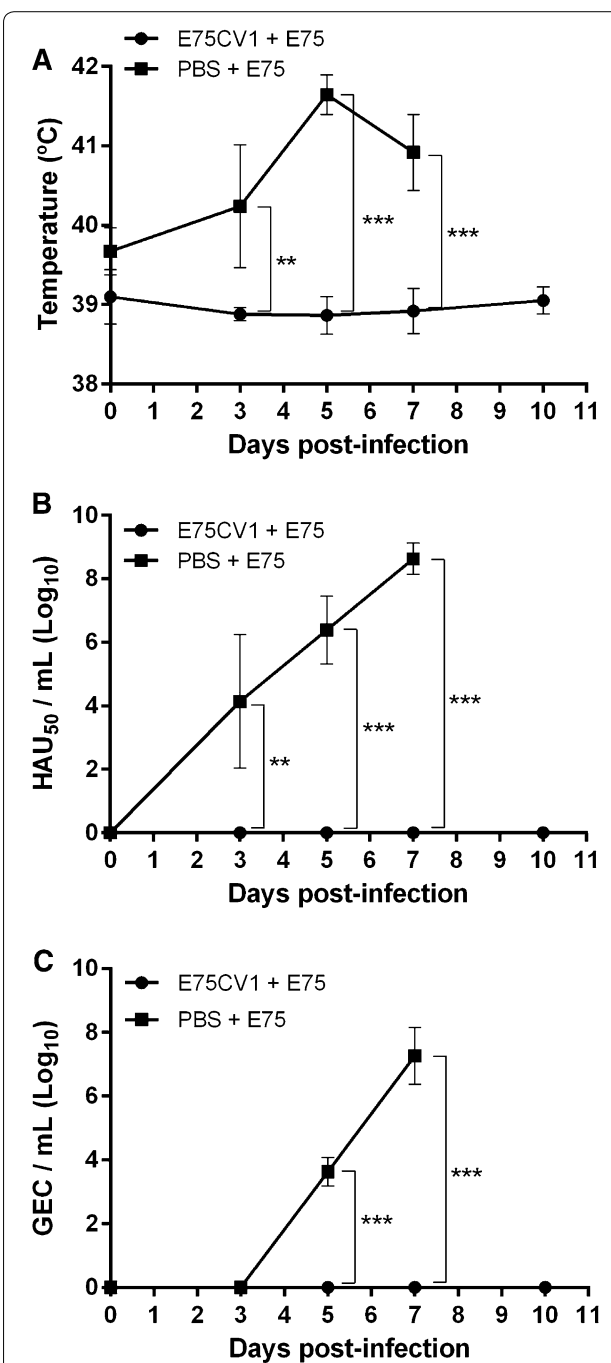 A
E75CV1 + E75
PBS + E75
Temperature (ºC)
42
41
40
39
38
**
***
***
0 1 2 3 4 5 6 7 8 9 10 11
Days post-infection
B
E75CV1 + E75
PBS + E75
HAU50 / mL (Log10)
10
8
6
4
2
0
**
***
***
0 1 2 3 4 5 6 7 8 9 10 11
Days post-infection
C
E75CV1 + E75
PBS + E75
GEC / mL (Log10)
10
8
6
4
2
0
***
***
0 1 2 3 4 5 6 7 8 9 10 11
Days post-infection